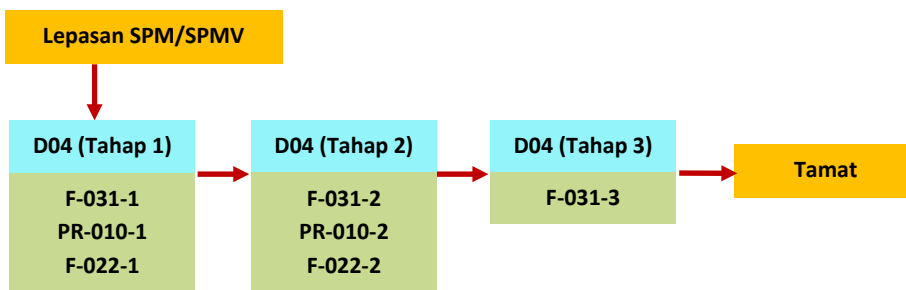 Lepasan SPM/SPMV
D04 (Tahap 1)
F-031-1
PR-010-1
F-022-1
D04 (Tahap 2)
F-031-2
PR-010-2
F-022-2
D04 (Tahap 3)
F-031-3
Tamat